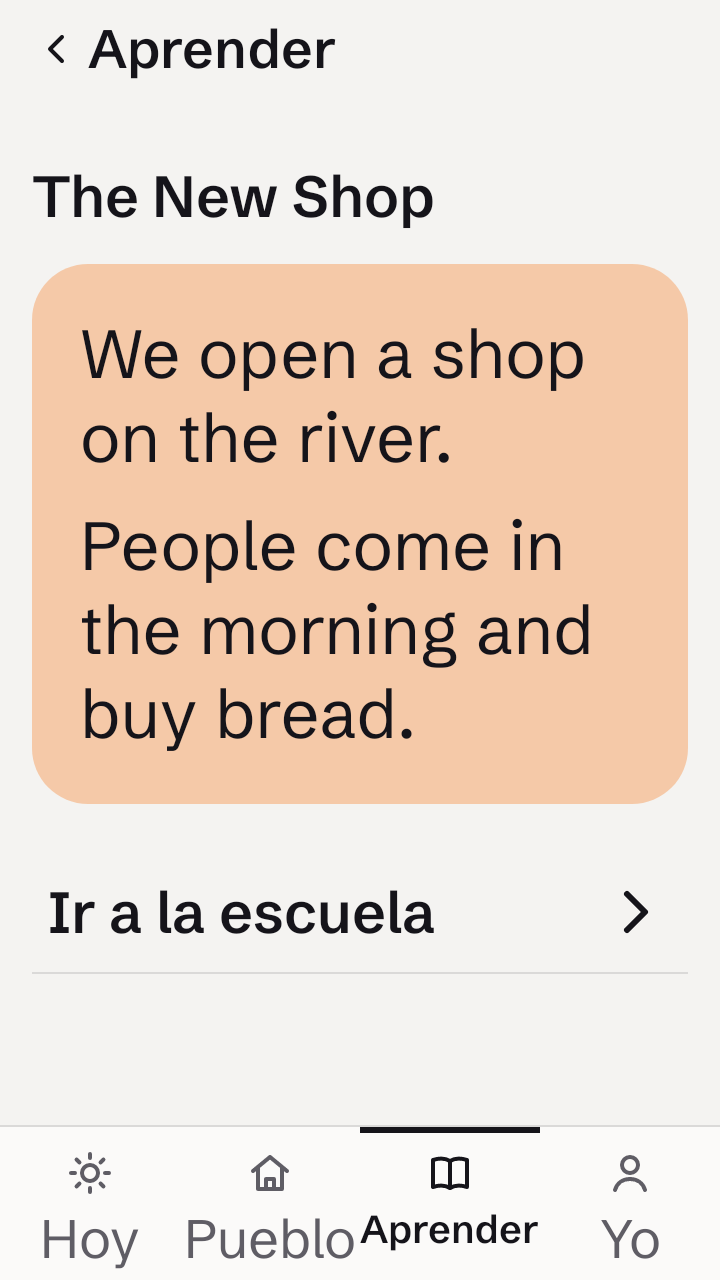 Aprender
The New Shop
We open a shop
on the river.
People come in
the morning and
buy bread.
Ir a la escuela
Hoy
Pueblo
Aprender
Yo